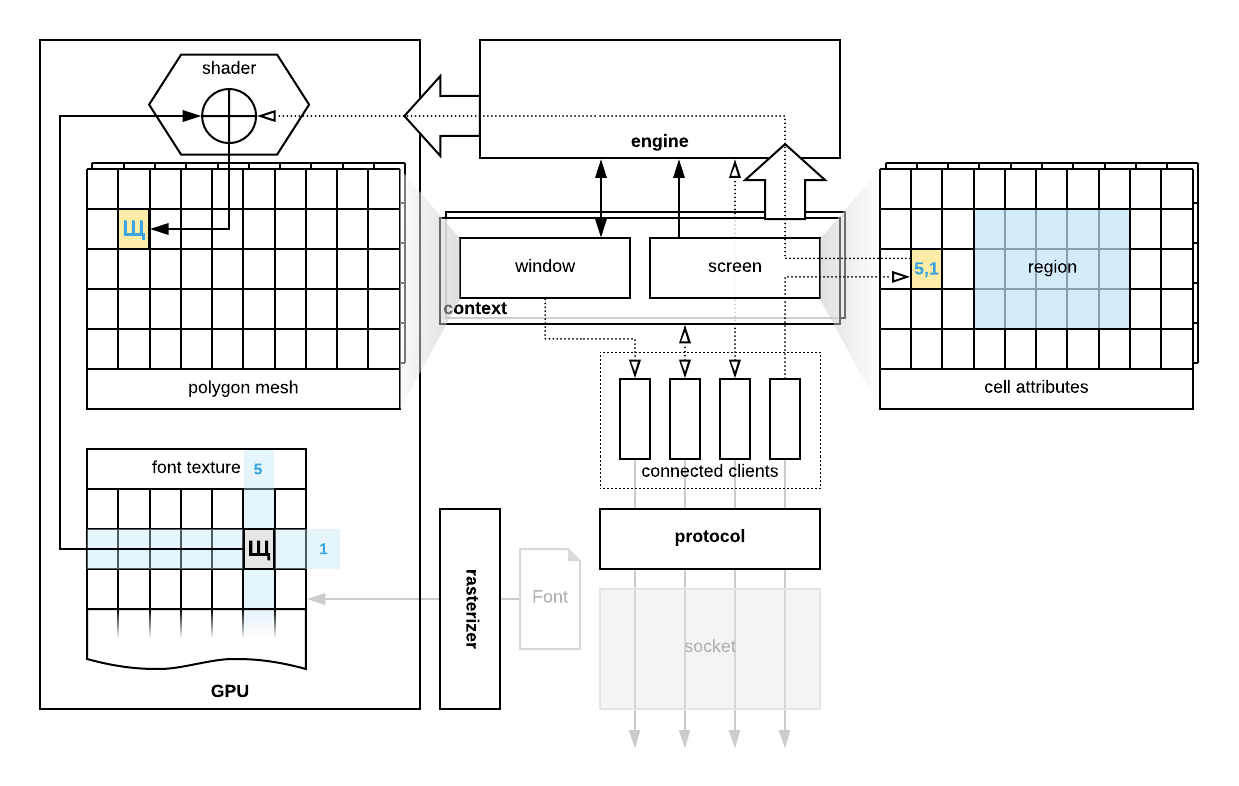 shader
engine
Щ
window
screen
context
5,1
region
polygon mesh
cell attributes
font texture 5
connected clients
Щ
1
protocol
rasterizer
Font
socket
GPU